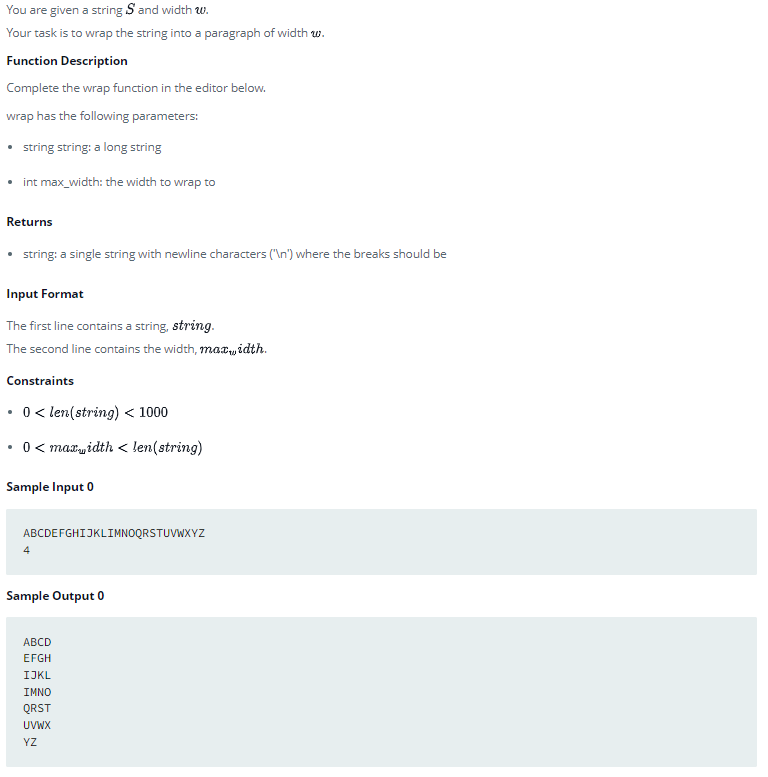 You are given a string S and width w.
Your task is to wrap the string into a paragraph of width w.
Function Description
Complete the wrap function in the editor below.
wrap has the following parameters:
• string string: a long string
• int max_width: the width to wrap to
Returns
• string: a single string with newline characters ('\n') where the breaks should be
Input Format
The first line contains a string, string.
The second line contains the width, max_width.
Constraints
• 0 < len(string) < 1000
• 0 < max_width < len(string)
Sample Input 0
ABCDEFGHIJKLIMNOQRSTUVWXYZ
4
Sample Output 0
ABCD
EFGH
IJKL
IMNO
QRST
UVWX
YZ